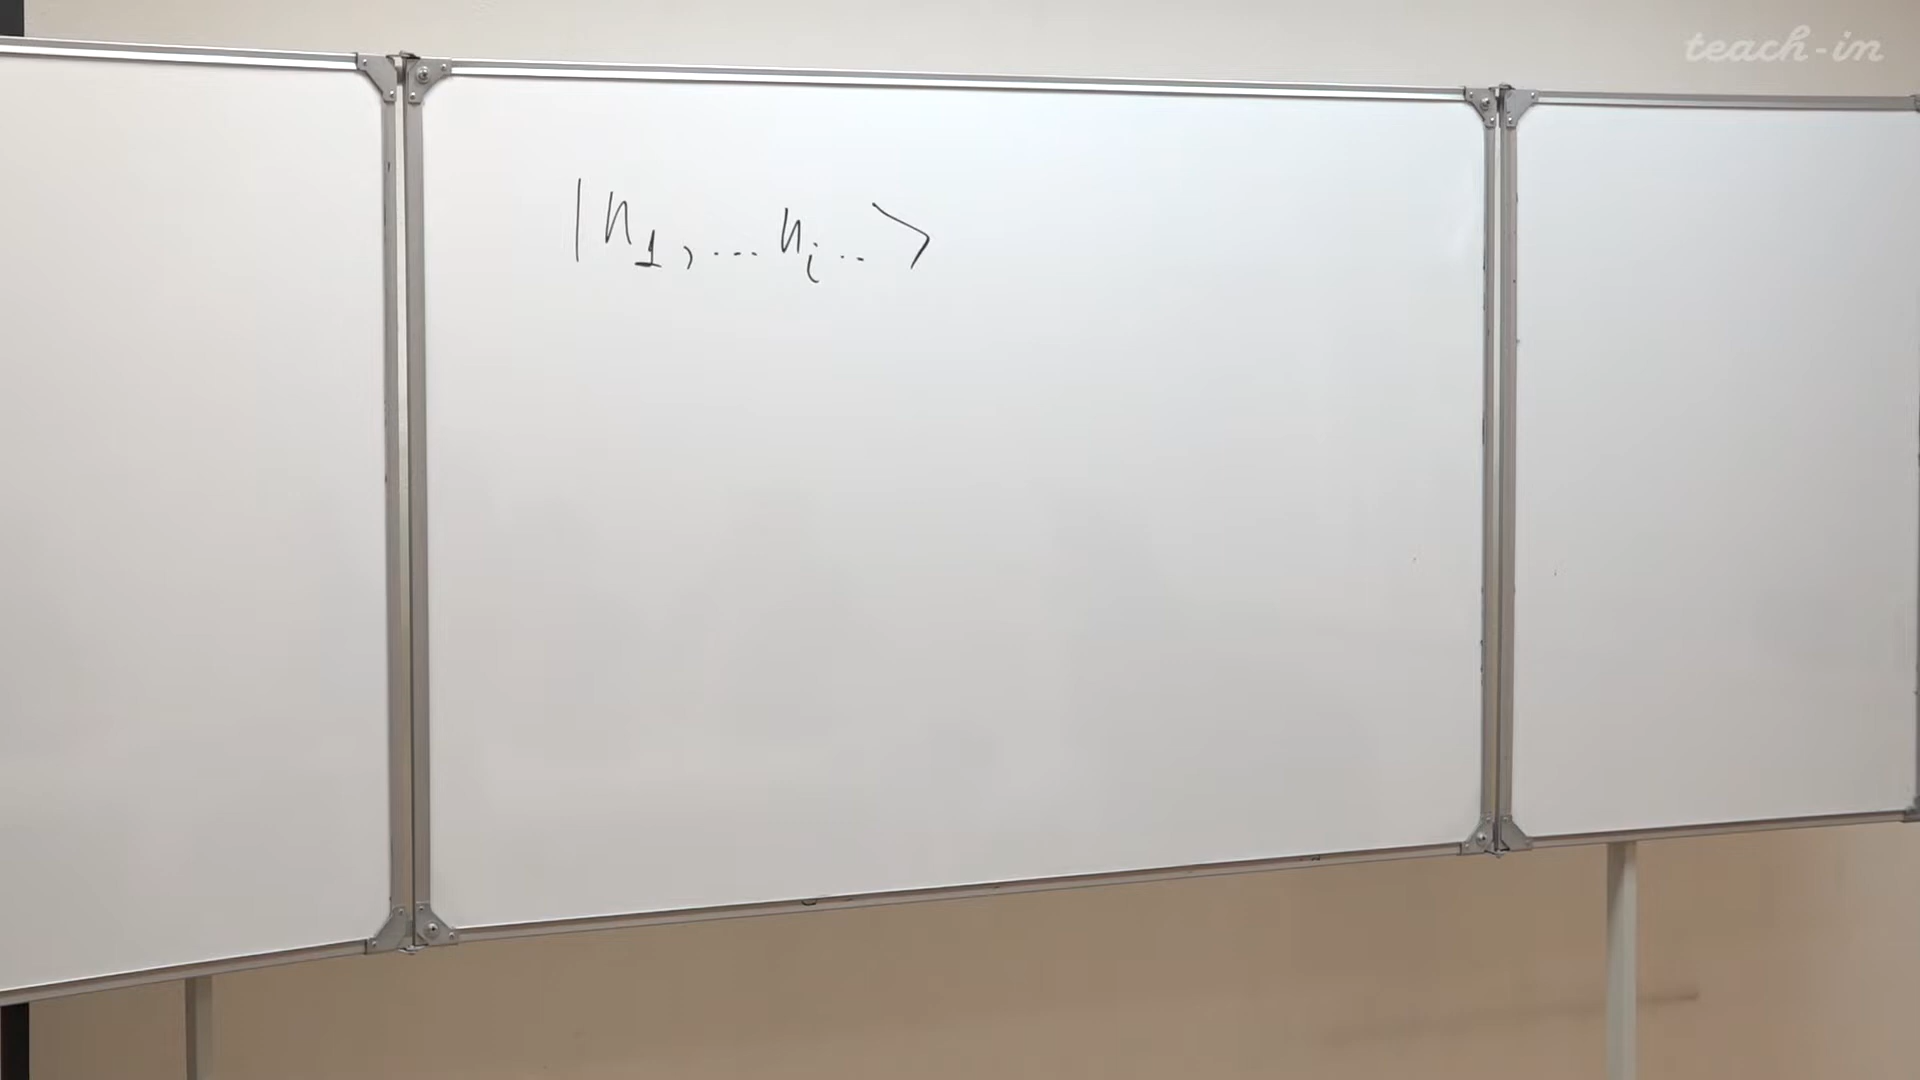 teach-in
|n₁, ... nᵢ .. ⟩